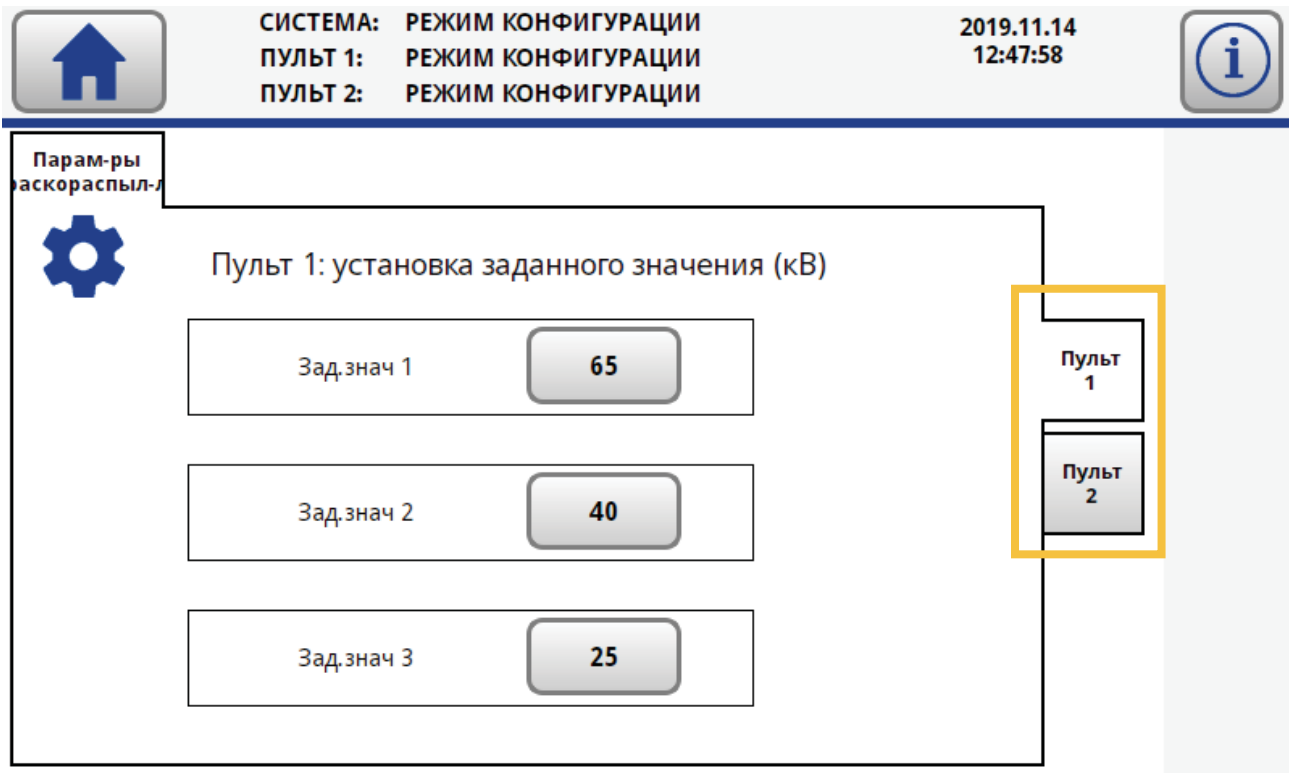 СИСТЕМА: РЕЖИМ КОНФИГУРАЦИИ
ПУЛЬТ 1: РЕЖИМ КОНФИГУРАЦИИ
ПУЛЬТ 2: РЕЖИМ КОНФИГУРАЦИИ
2019.11.14
12:47:58
i
Парам-ры
раскораспыл-л
Пульт 1: установка заданного значения (кВ)
Зад.знач 1 65
Зад.знач 2 40
Зад.знач 3 25
Пульт
1
Пульт
2